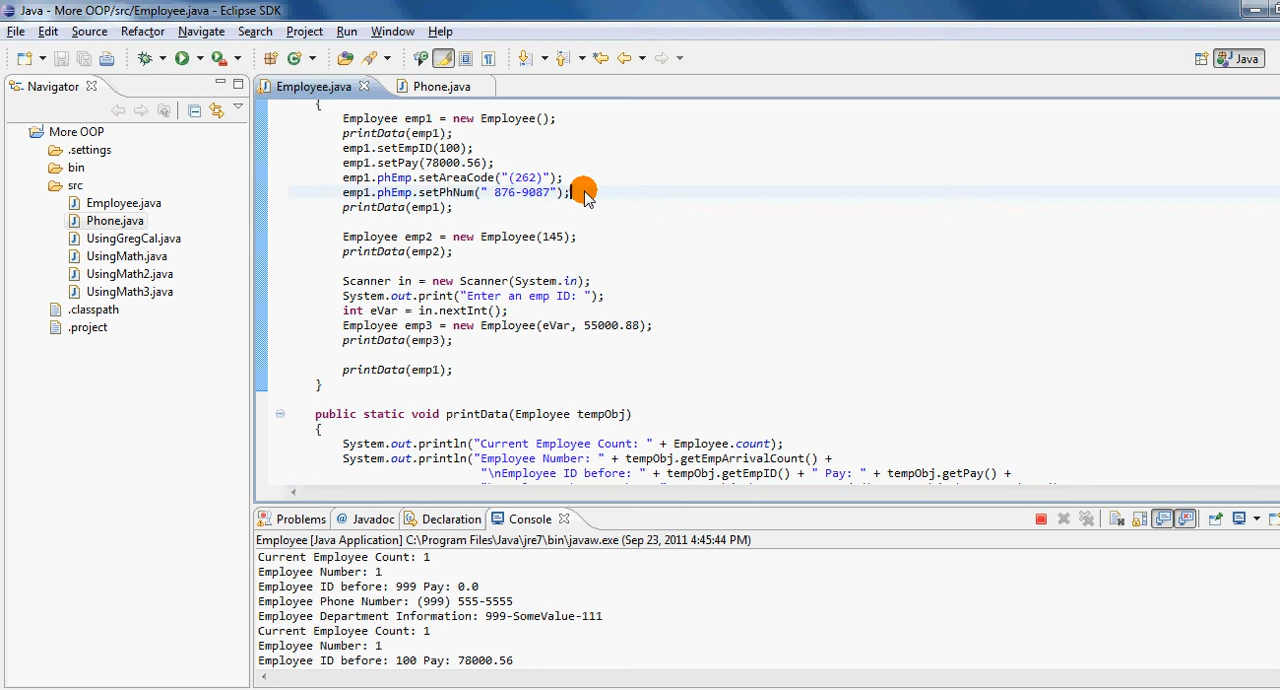 Java - More OOP/src/Employee.java - Eclipse SDK
File Edit Source Refactor Navigate Search Project Run Window Help
Java
Navigator
Employee.java Phone.java
More OOP
.settings
bin
src
Employee.java
Phone.java
UsingGregCal.java
UsingMath.java
UsingMath2.java
UsingMath3.java
.classpath
.project
{
Employee emp1 = new Employee();
printData(emp1);
emp1.setEmpID(100);
emp1.setPay(78000.56);
emp1.phEmp.setAreaCode("(262)");
emp1.phEmp.setPhNum(" 876-9087");
printData(emp1);
Employee emp2 = new Employee(145);
printData(emp2);
Scanner in = new Scanner(System.in);
System.out.print("Enter an emp ID: ");
int eVar = in.nextInt();
Employee emp3 = new Employee(eVar, 55000.88);
printData(emp3);
printData(emp1);
}
public static void printData(Employee tempObj)
{
System.out.println("Current Employee Count: " + Employee.count);
System.out.println("Employee Number: " + tempObj.getEmpArrivalCount() +
"\nEmployee ID before: " + tempObj.getEmpID() + " Pay: " + tempObj.getPay() +
Problems Javadoc Declaration Console
Employee [Java Application] C:\Program Files\Java\jre7\bin\javaw.exe (Sep 23, 2011 4:45:44 PM)
Current Employee Count: 1
Employee Number: 1
Employee ID before: 999 Pay: 0.0
Employee Phone Number: (999) 555-5555
Employee Department Information: 999-SomeValue-111
Current Employee Count: 1
Employee Number: 1
Employee ID before: 100 Pay: 78000.56